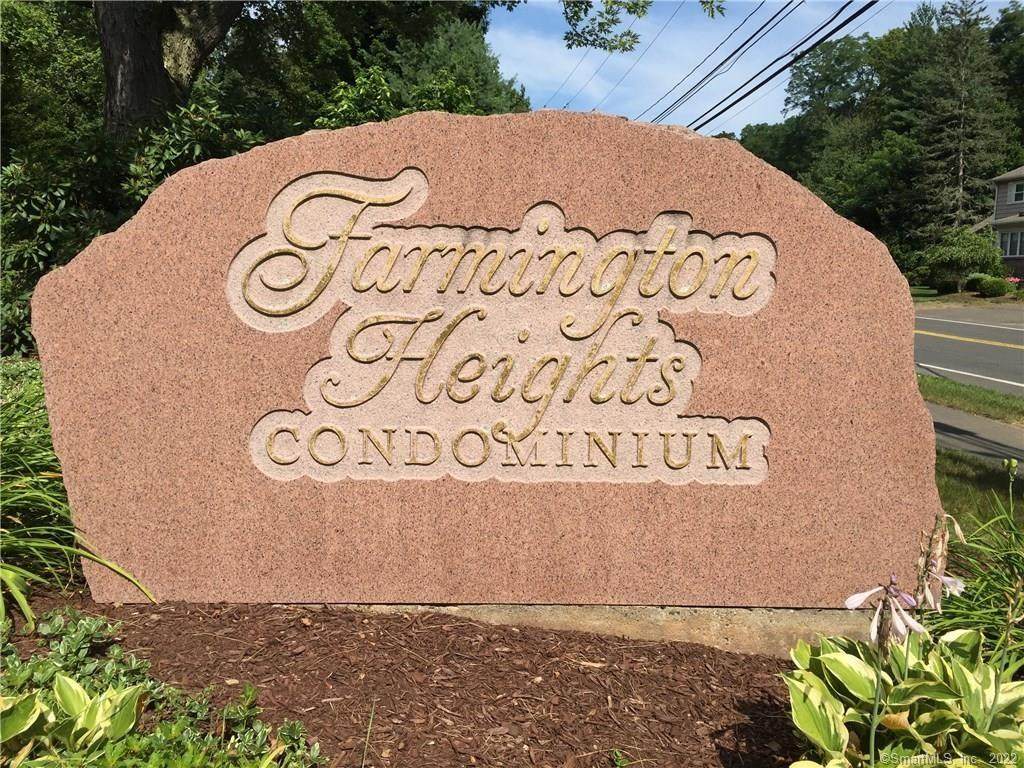 Farmington
Heights
CONDOMINIUM
©SmartMLS, Inc. 2022